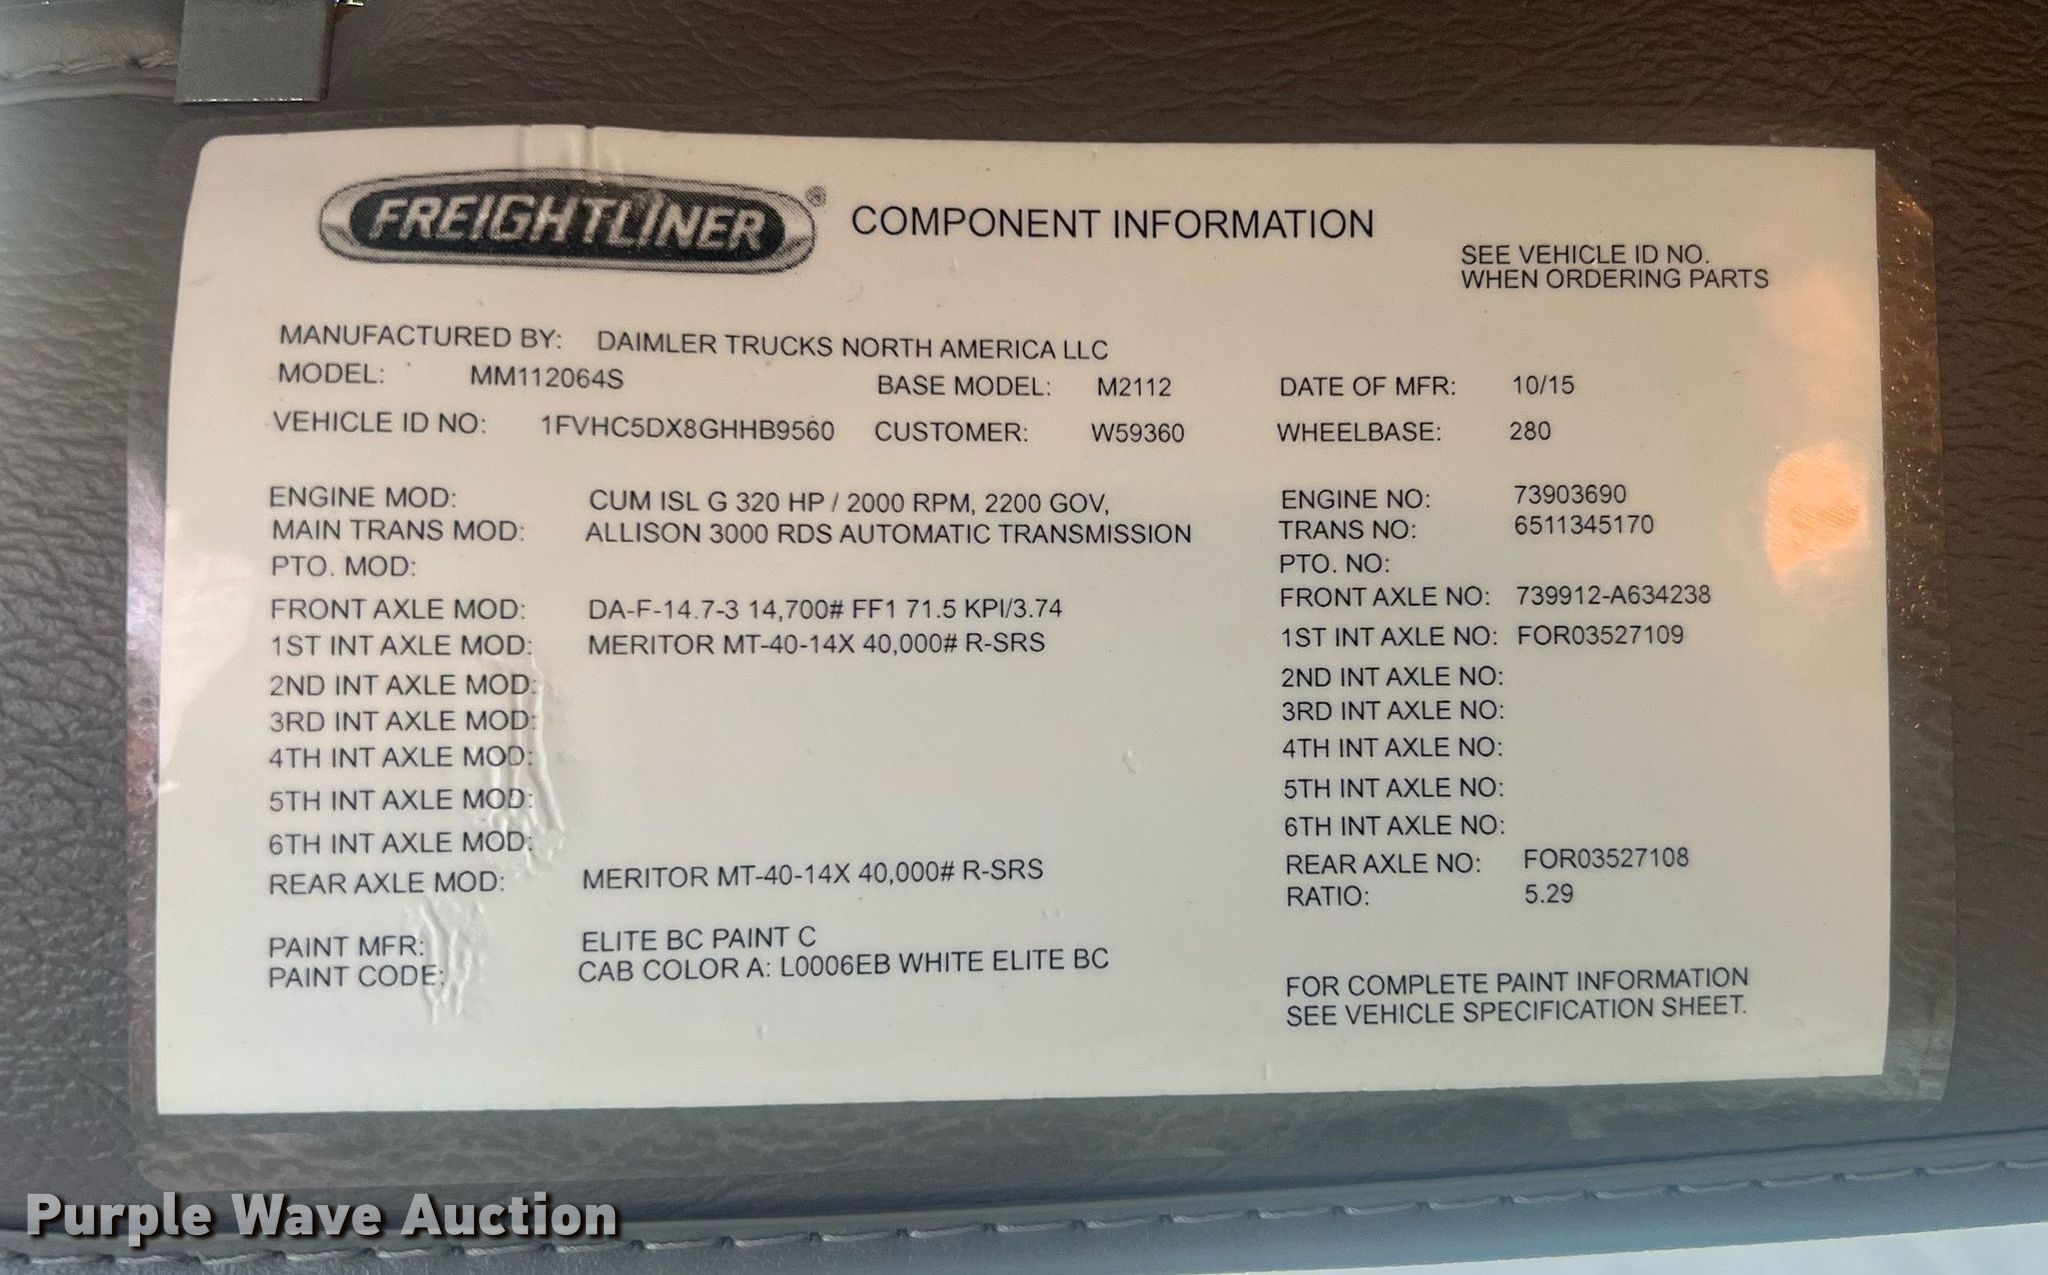 FREIGHTLINER® COMPONENT INFORMATION
SEE VEHICLE ID NO.
WHEN ORDERING PARTS
MANUFACTURED BY: DAIMLER TRUCKS NORTH AMERICA LLC
MODEL: MM112064S BASE MODEL: M2112 DATE OF MFR: 10/15
VEHICLE ID NO: 1FVHC5DX8GHHB9560 CUSTOMER: W59360 WHEELBASE: 280
ENGINE MOD: CUM ISL G 320 HP / 2000 RPM, 2200 GOV, ENGINE NO: 73903690
MAIN TRANS MOD: ALLISON 3000 RDS AUTOMATIC TRANSMISSION TRANS NO: 6511345170
PTO. MOD: PTO. NO:
FRONT AXLE MOD: DA-F-14.7-3 14,700# FF1 71.5 KPI/3.74 FRONT AXLE NO: 739912-A634238
1ST INT AXLE MOD: MERITOR MT-40-14X 40,000# R-SRS 1ST INT AXLE NO: FOR03527109
2ND INT AXLE MOD: 2ND INT AXLE NO:
3RD INT AXLE MOD: 3RD INT AXLE NO:
4TH INT AXLE MOD: 4TH INT AXLE NO:
5TH INT AXLE MOD: 5TH INT AXLE NO:
6TH INT AXLE MOD: 6TH INT AXLE NO:
REAR AXLE MOD: MERITOR MT-40-14X 40,000# R-SRS REAR AXLE NO: FOR03527108
RATIO: 5.29
PAINT MFR: ELITE BC PAINT C
PAINT CODE: CAB COLOR A: L0006EB WHITE ELITE BC
FOR COMPLETE PAINT INFORMATION
SEE VEHICLE SPECIFICATION SHEET.
Purple Wave Auction